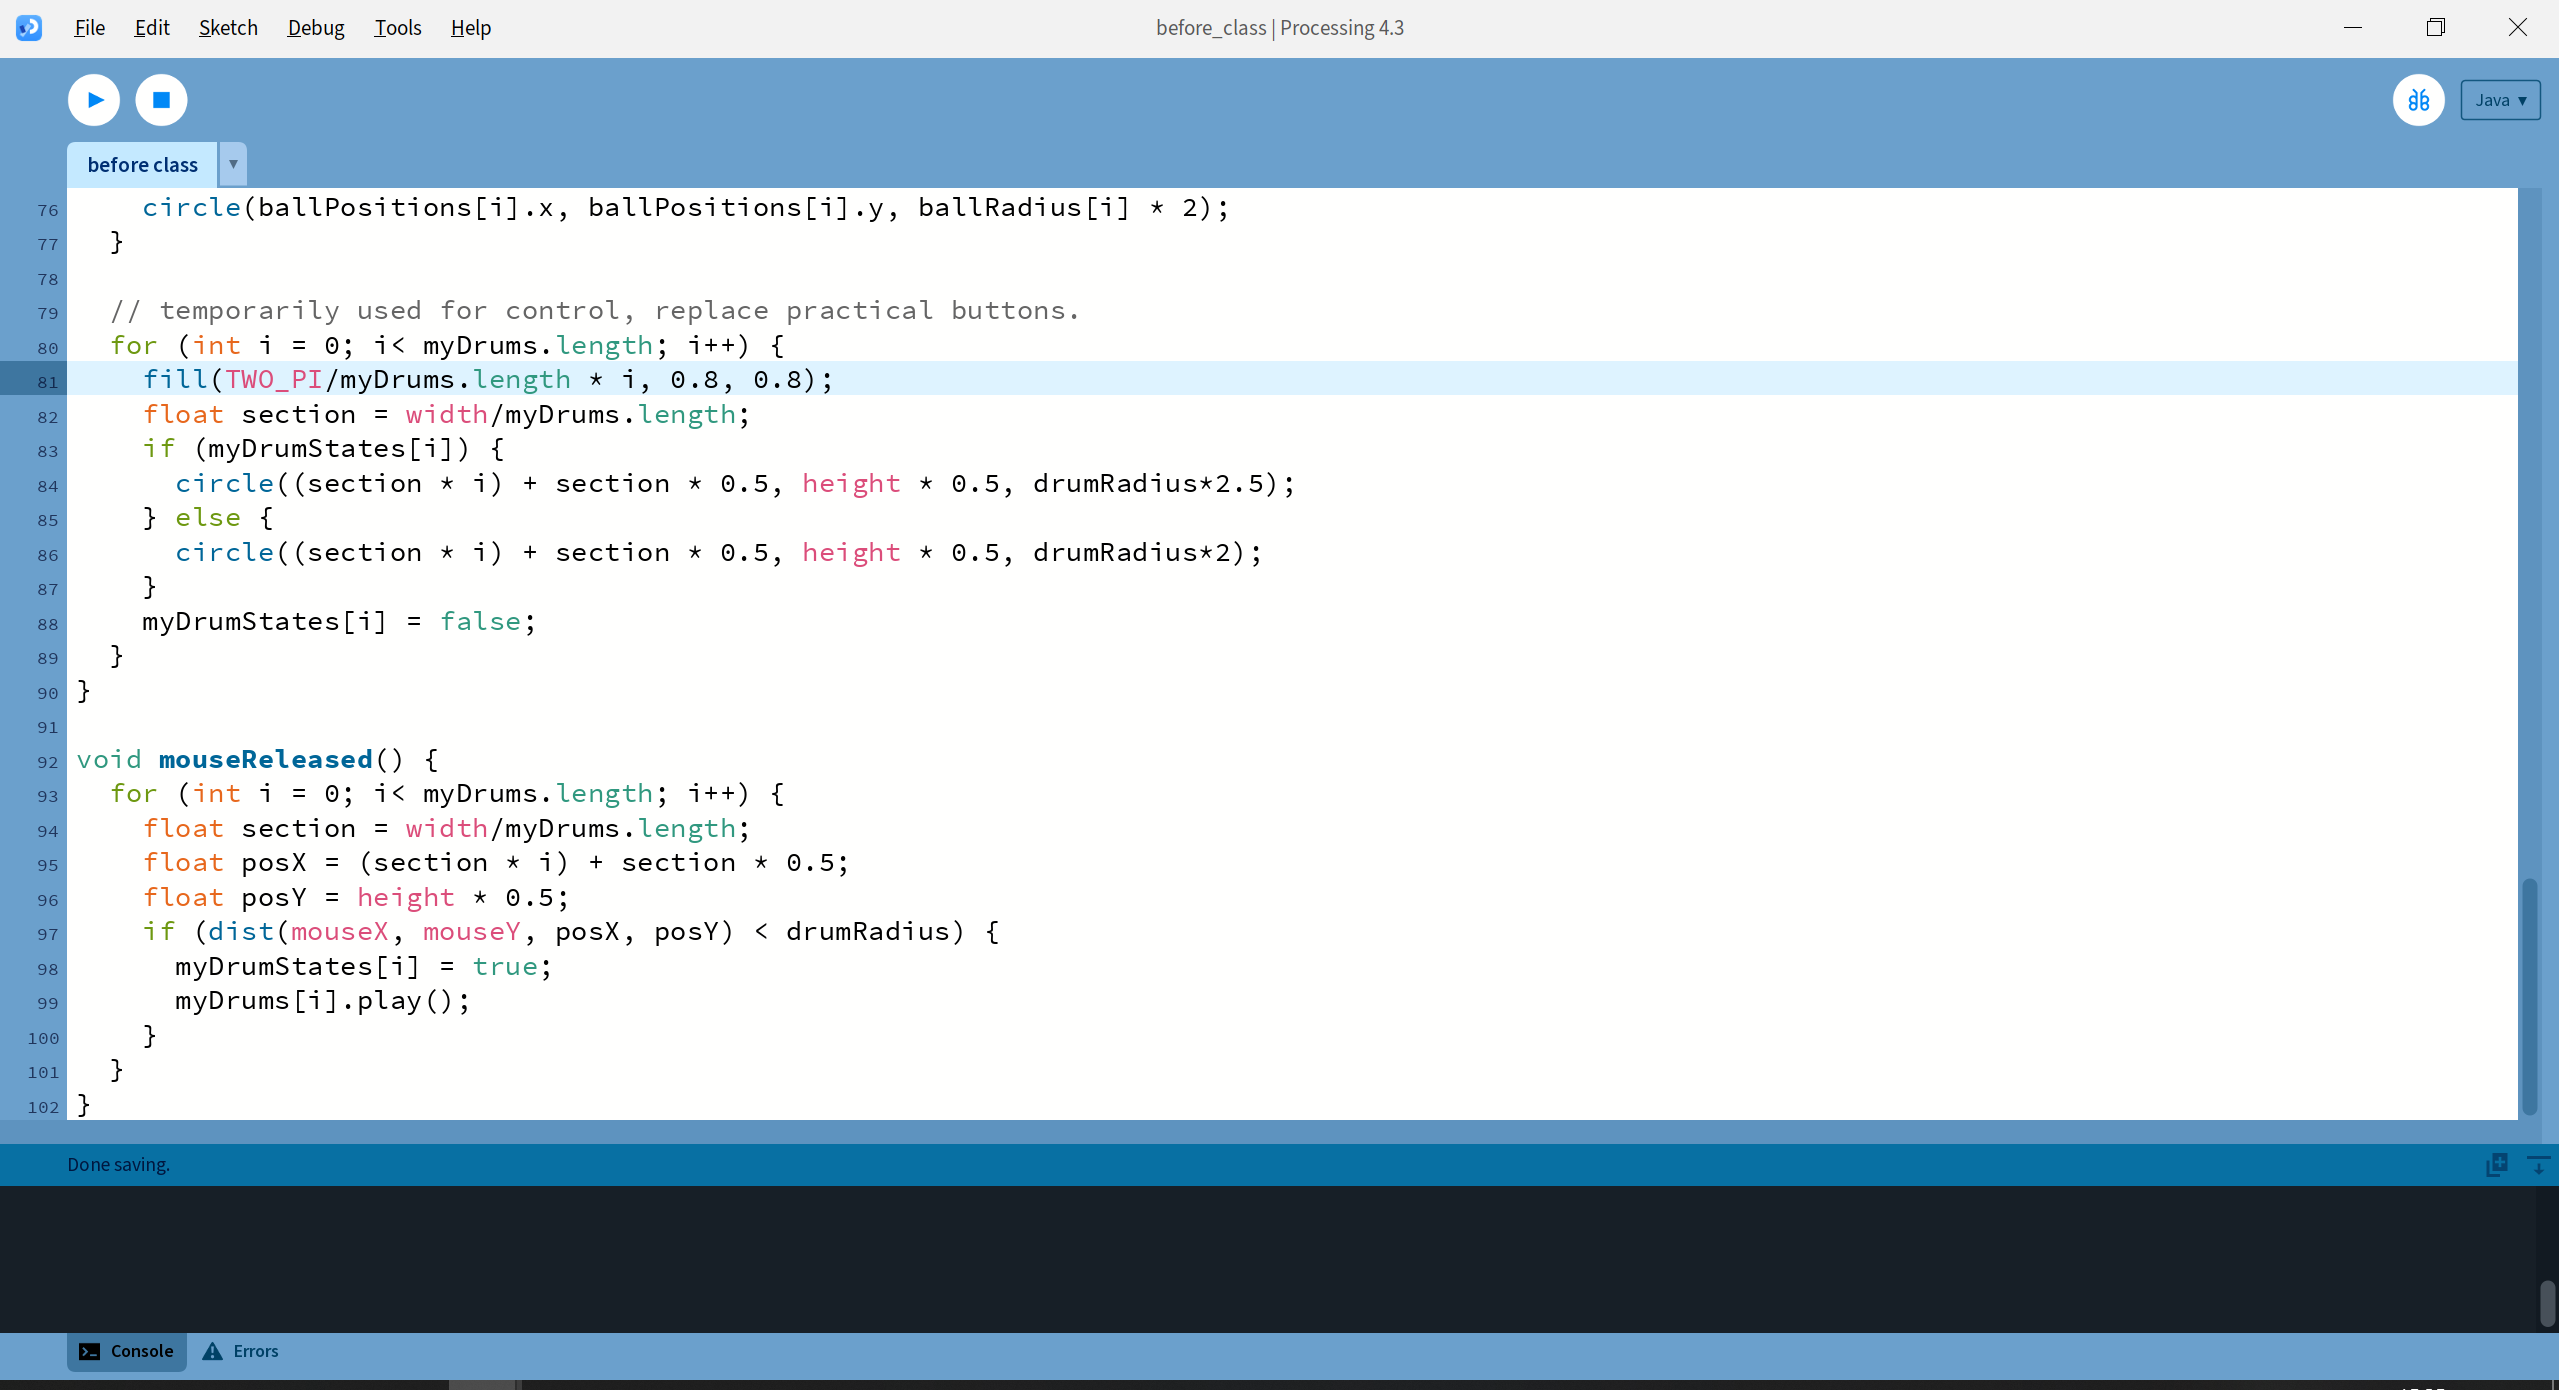 File Edit Sketch Debug Tools Help before_class | Processing 4.3
Java ▾
before class ▾
76     circle(ballPositions[i].x, ballPositions[i].y, ballRadius[i] * 2);
77   }
78
79   // temporarily used for control, replace practical buttons.
80   for (int i = 0; i< myDrums.length; i++) {
81     fill(TWO_PI/myDrums.length * i, 0.8, 0.8);
82     float section = width/myDrums.length;
83     if (myDrumStates[i]) {
84       circle((section * i) + section * 0.5, height * 0.5, drumRadius*2.5);
85     } else {
86       circle((section * i) + section * 0.5, height * 0.5, drumRadius*2);
87     }
88     myDrumStates[i] = false;
89   }
90 }
91
92 void mouseReleased() {
93   for (int i = 0; i< myDrums.length; i++) {
94     float section = width/myDrums.length;
95     float posX = (section * i) + section * 0.5;
96     float posY = height * 0.5;
97     if (dist(mouseX, mouseY, posX, posY) < drumRadius) {
98       myDrumStates[i] = true;
99       myDrums[i].play();
100     }
101   }
102 }
Done saving.
Console Errors